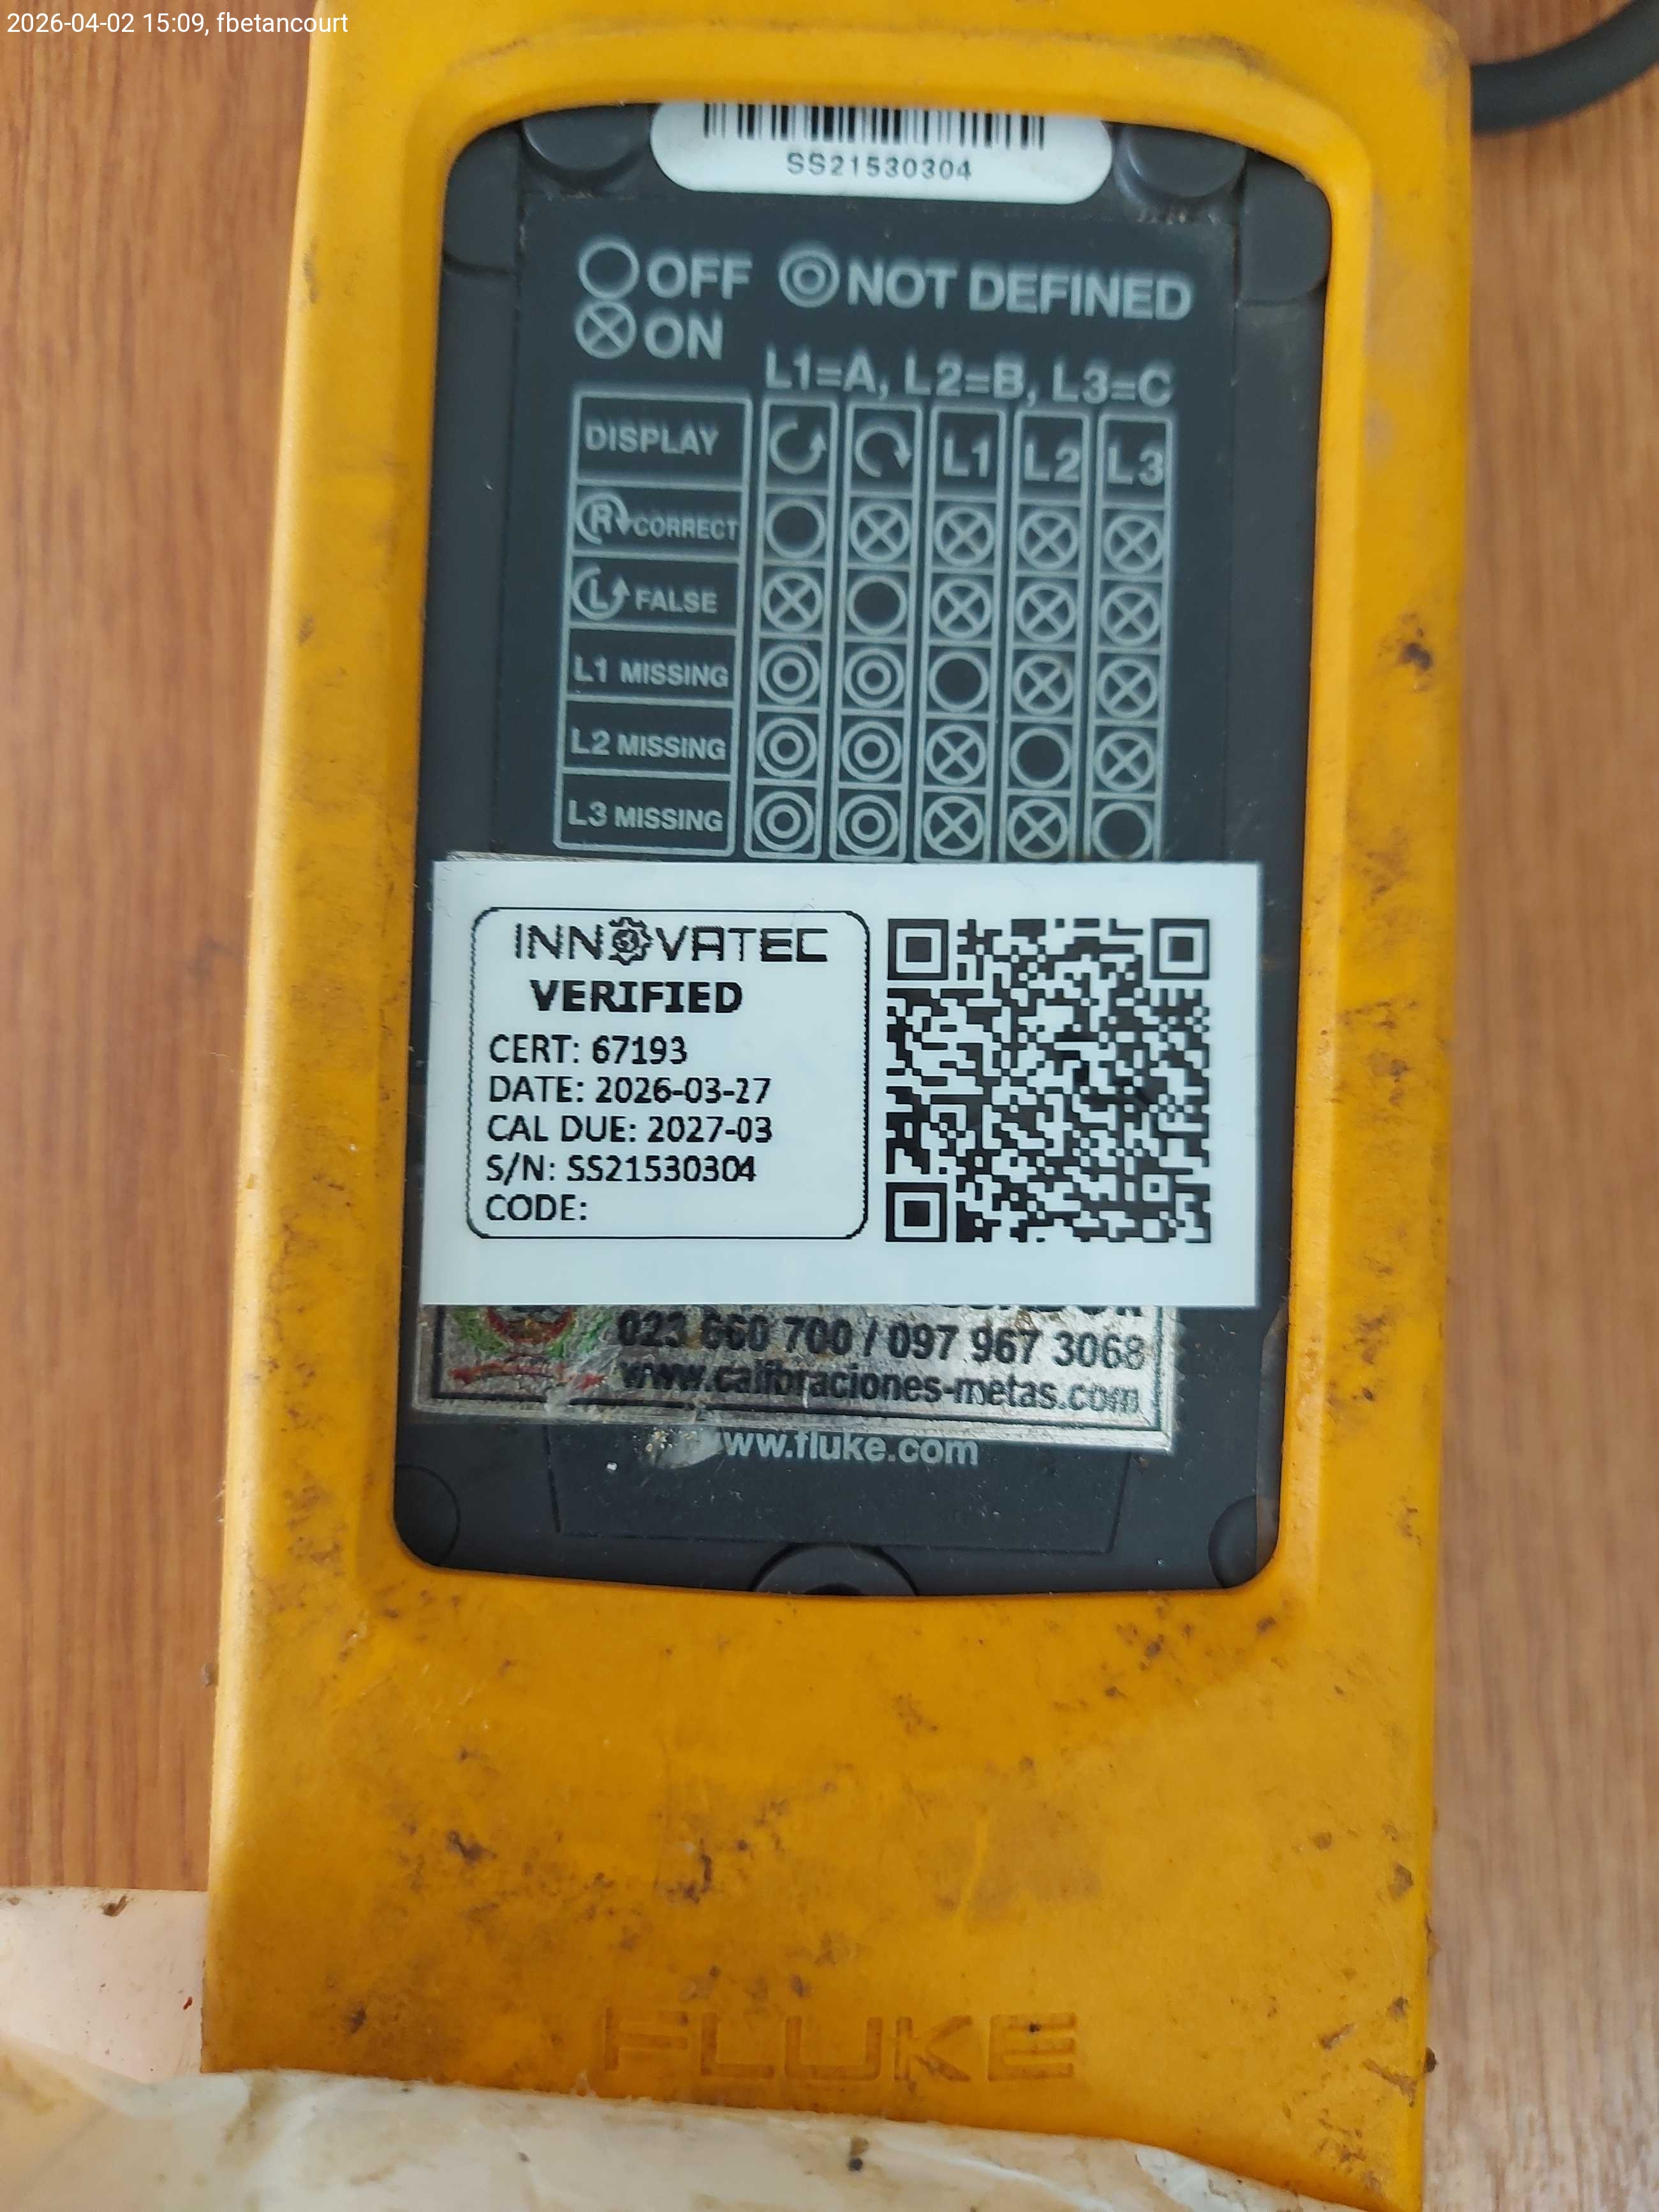 2026-04-02 15:09, fbetancourt
SS21530304
OFF NOT DEFINED
ON
L1=A, L2=B, L3=C
DISPLAY L1 L2 L3
R CORRECT
L FALSE
L1 MISSING
L2 MISSING
L3 MISSING
INNOVATEC
VERIFIED
CERT: 67193
DATE: 2026-03-27
CAL DUE: 2027-03
S/N: SS21530304
CODE:
023 660 700 / 097 967 3068
www.calibraciones-metas.com
www.fluke.com
FLUKE